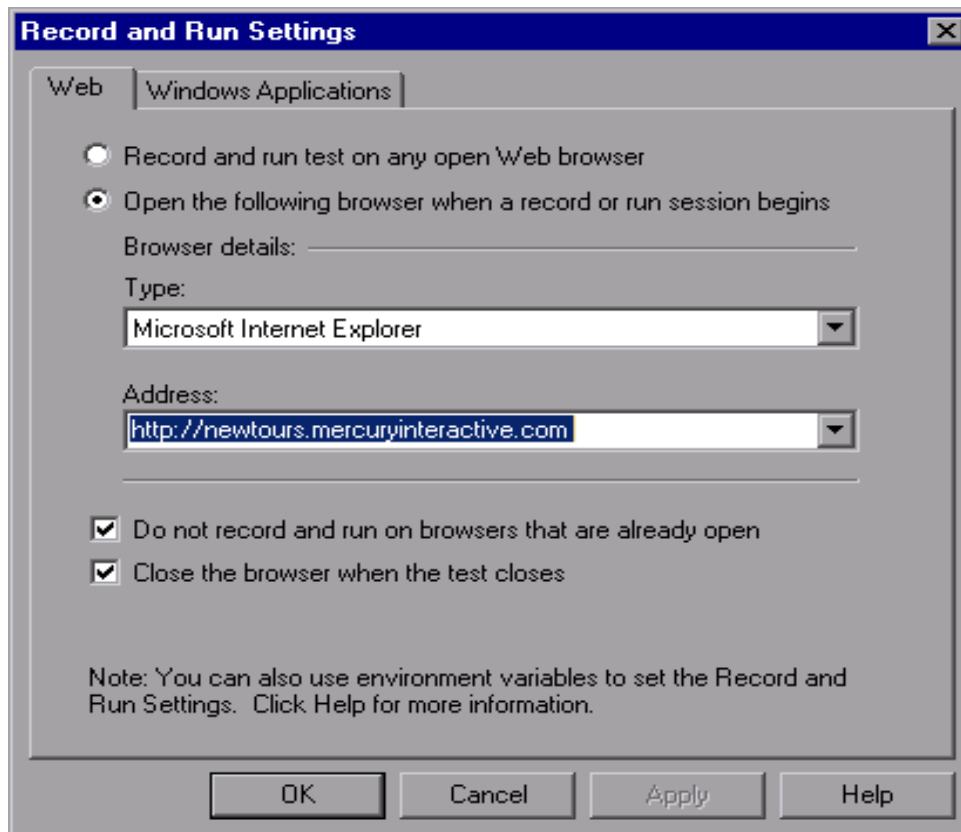 Record and Run Settings
Web
Windows Applications
Record and run test on any open Web browser
Open the following browser when a record or run session begins
Browser details:
Type:
Microsoft Internet Explorer
Address:
http://newtours.mercuryinteractive.com
Do not record and run on browsers that are already open
Close the browser when the test closes
Note: You can also use environment variables to set the Record and
Run Settings.  Click Help for more information.
OK
Cancel
Apply
Help